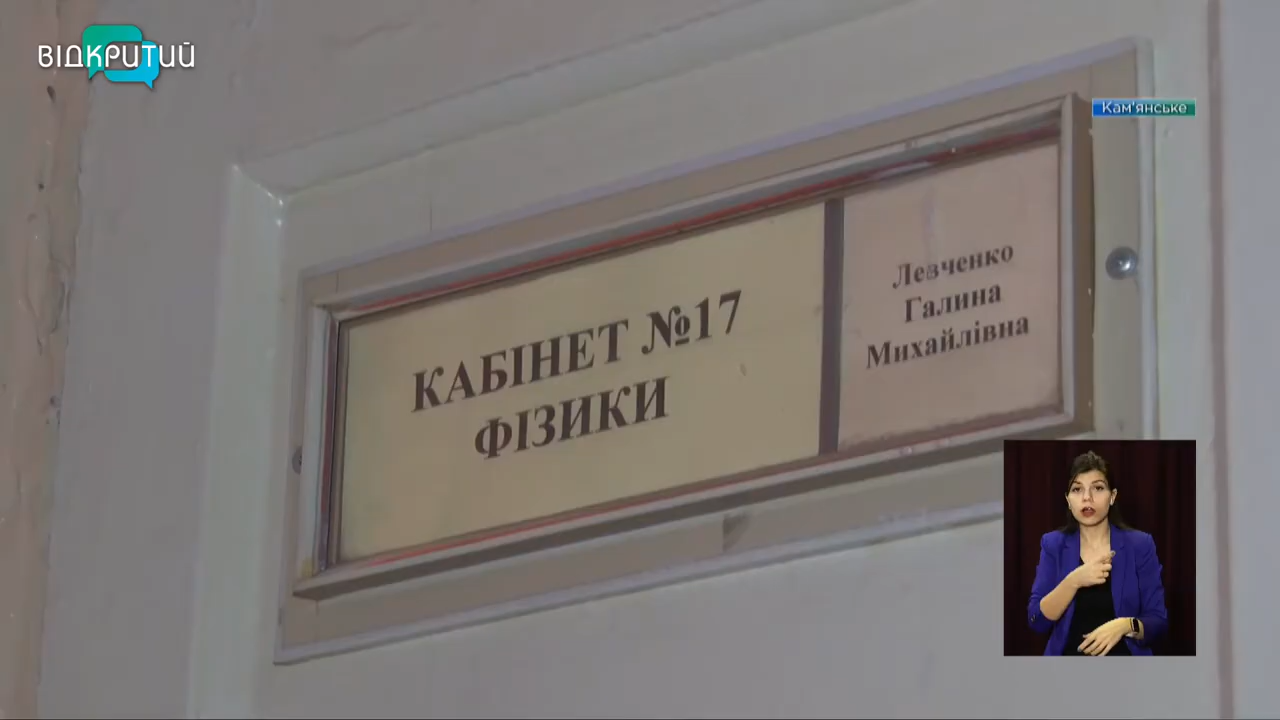 ВІДКРИТИЙ
Кам'янське
КАБІНЕТ №17
ФІЗИКИ
Левченко
Галина
Михайлівна